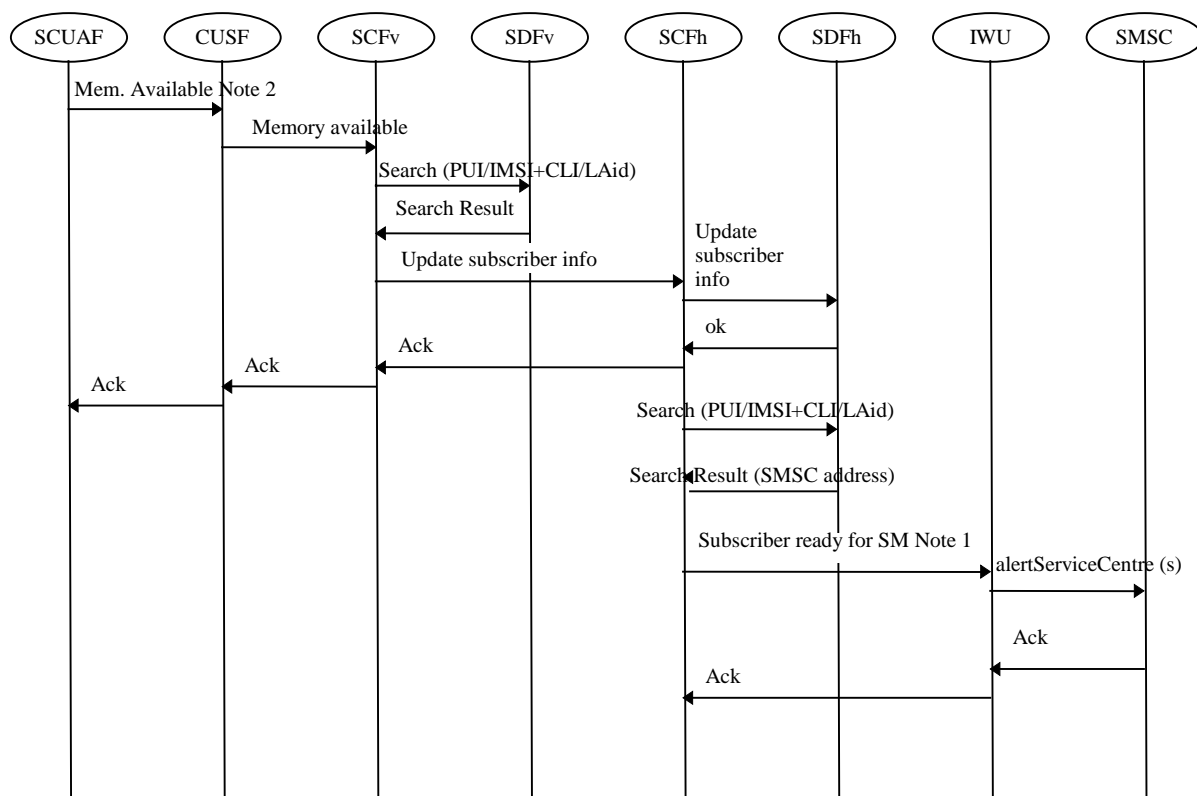 SCUAF CUSF SCFv SDFv SCFh SDFh IWU SMSC
Mem. Available Note 2
Memory available
Search (PUI/IMSI+CLI/LAid)
Search Result
Update
subscriber
info
Update subscriber info
ok
Ack
Ack
Ack
Search (PUI/IMSI+CLI/LAid)
Search Result (SMSC address)
Subscriber ready for SM Note 1
alertServiceCentre (s)
Ack
Ack